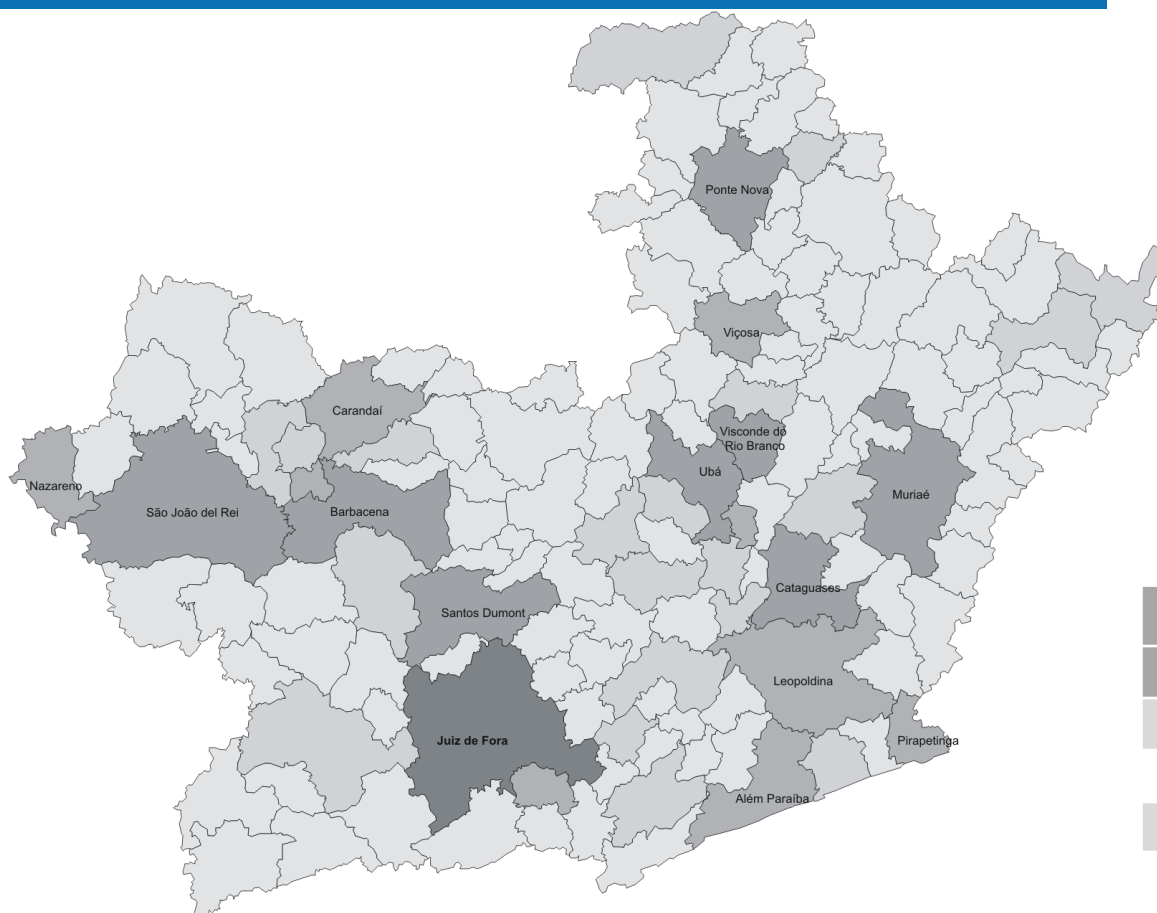 Ponte Nova
Viçosa
Carandaí
Visconde do
Rio Branco
Ubá
Nazareno
Muriaé
São João del Rei
Barbacena
Cataguases
Santos Dumont
Leopoldina
Juiz de Fora
Pirapetinga
Além Paraíba